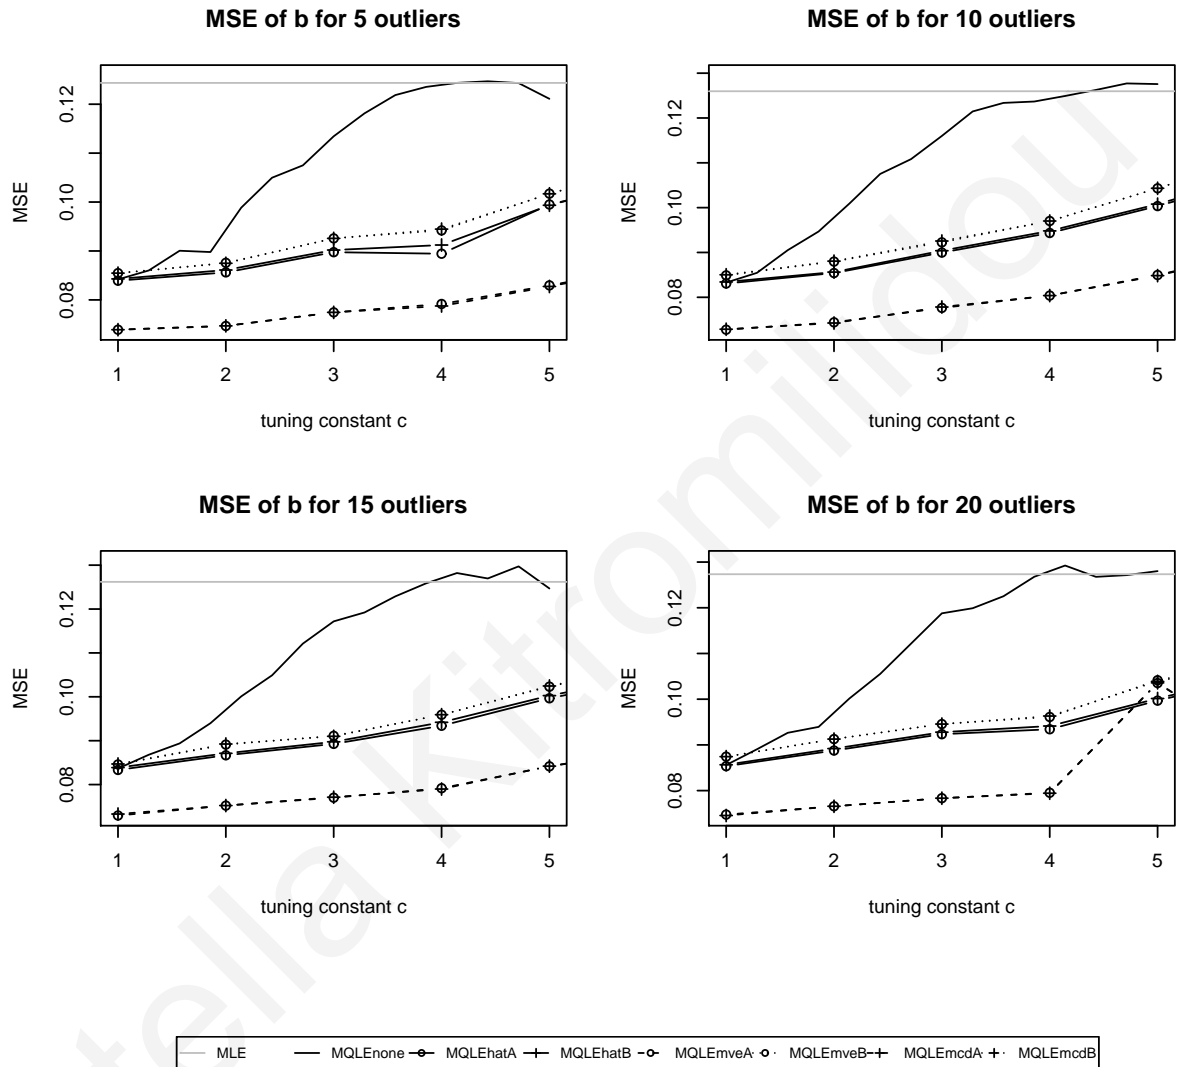 MSE of b for 5 outliers
MSE
0.08 0.10 0.12
1 2 3 4 5
tuning constant c
MSE of b for 10 outliers
MSE
0.08 0.10 0.12
1 2 3 4 5
tuning constant c
MSE of b for 15 outliers
MSE
0.08 0.10 0.12
1 2 3 4 5
tuning constant c
MSE of b for 20 outliers
MSE
0.08 0.10 0.12
1 2 3 4 5
tuning constant c
MLE MQLEnone MQLEhatA MQLEhatB MQLEmveA MQLEmveB MQLEmcdA MQLEmcdB
tella Kitromilidou